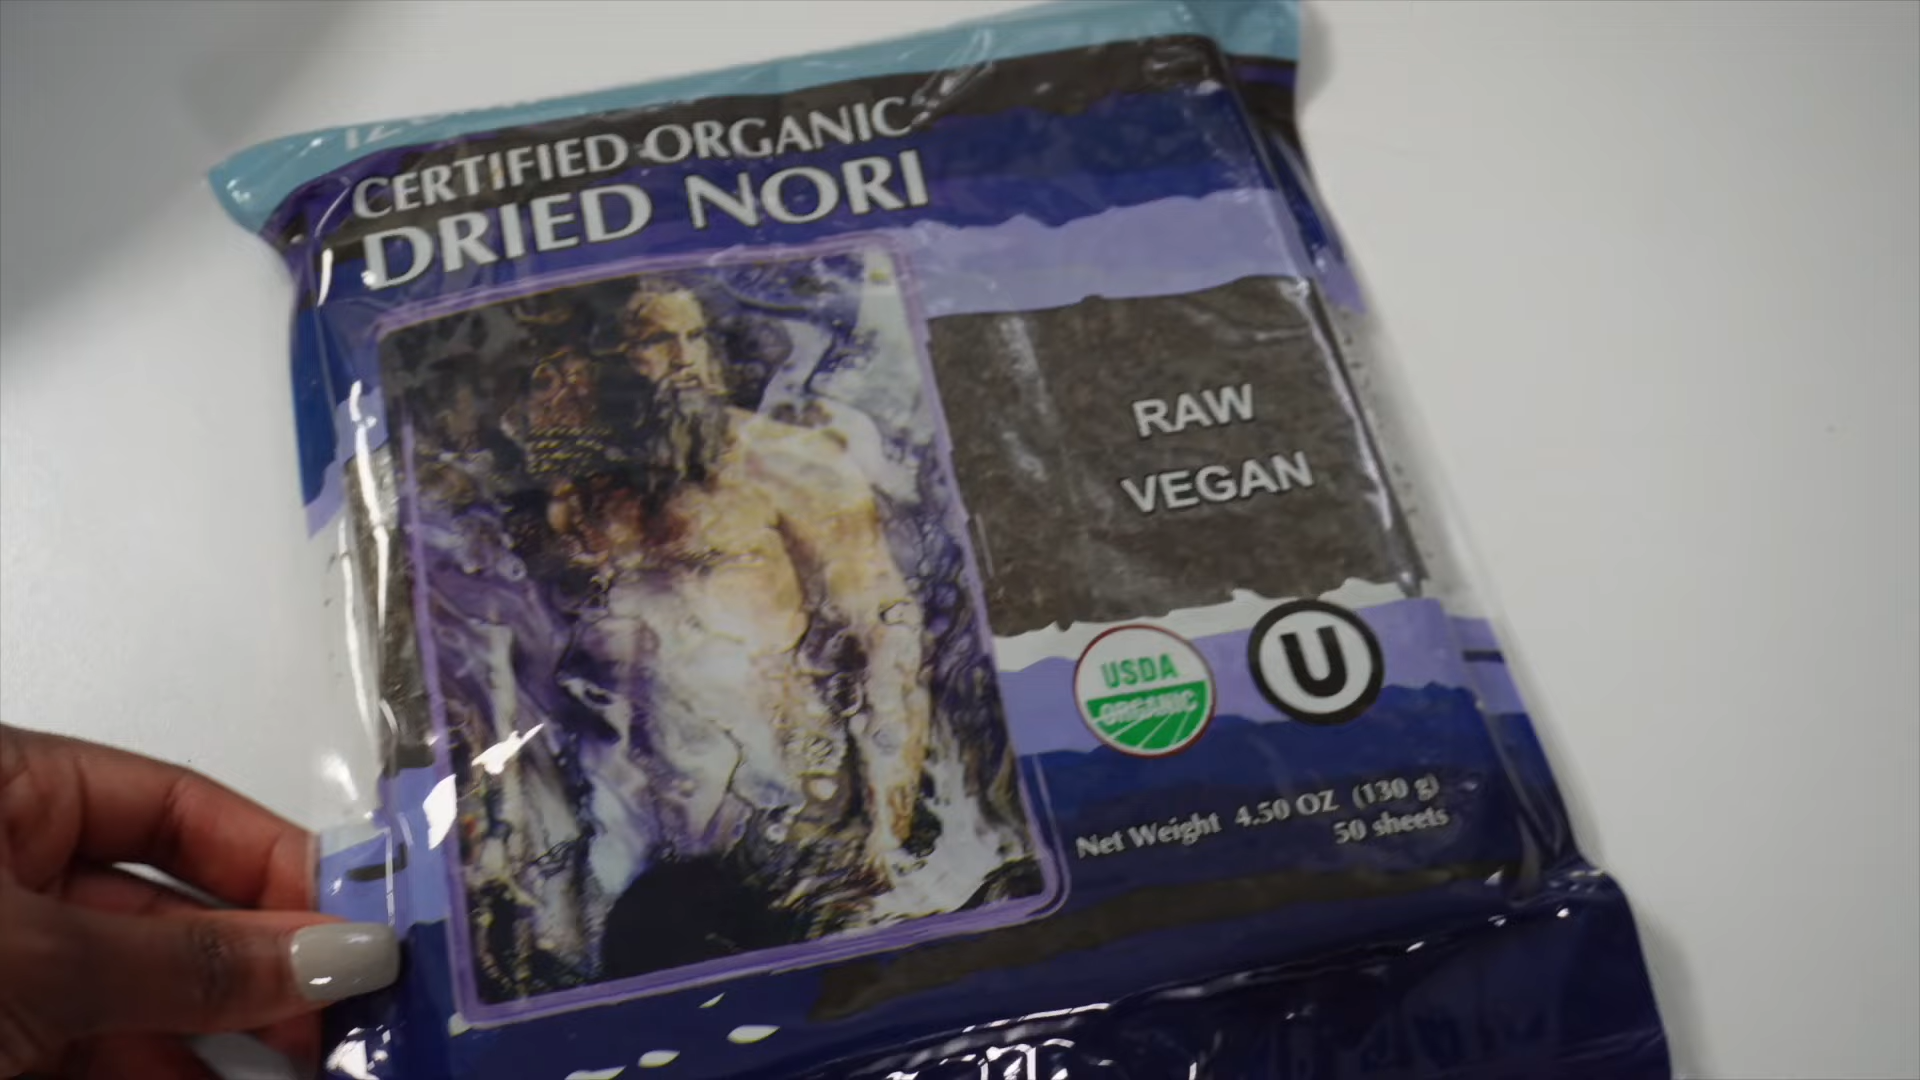 CERTIFIED ORGANIC
DRIED NORI
RAW
VEGAN
USDA
ORGANIC
U
Net Weight 4.50 OZ (130 g)
50 sheets